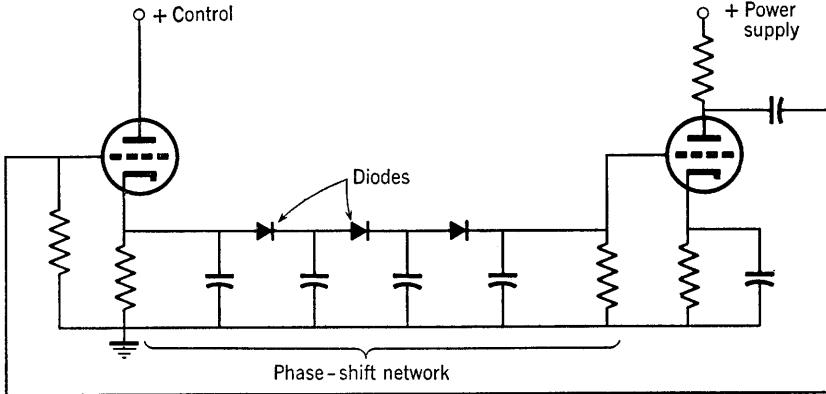 + Control
+ Power
supply
Diodes
Phase-shift network